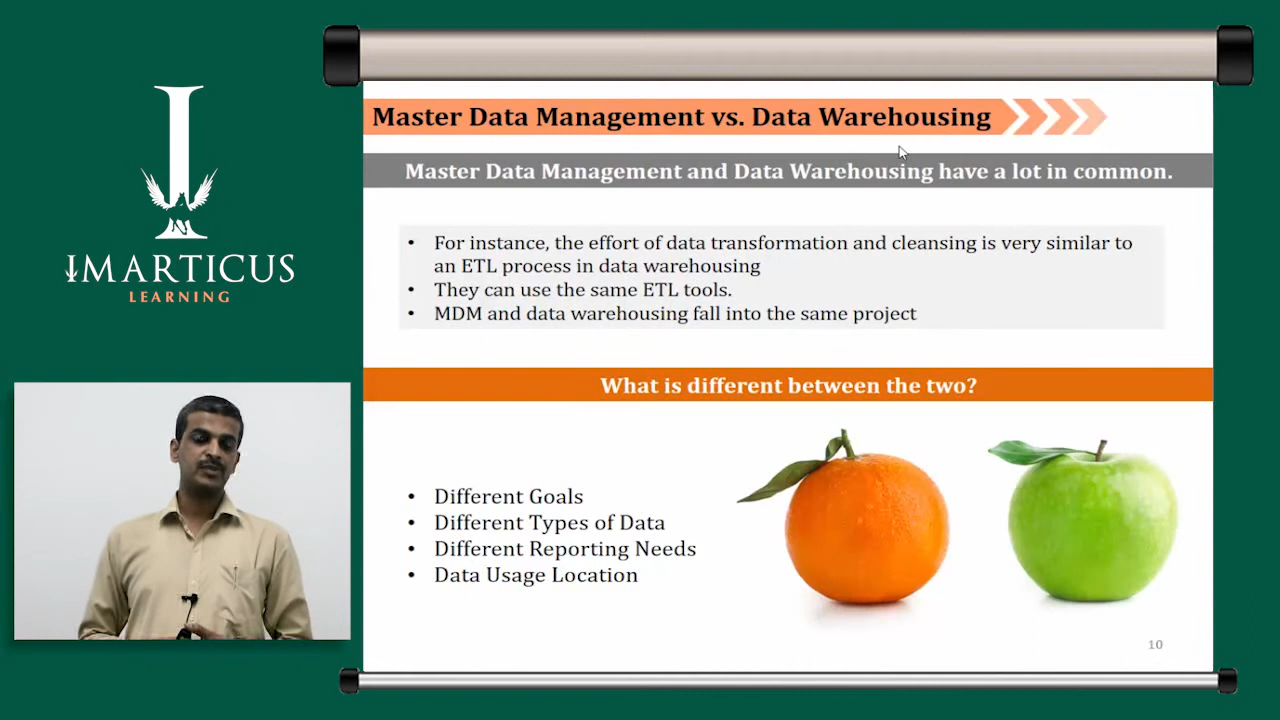 IMARTICUS
LEARNING
Master Data Management vs. Data Warehousing
Master Data Management and Data Warehousing have a lot in common.
• For instance, the effort of data transformation and cleansing is very similar to
an ETL process in data warehousing
• They can use the same ETL tools.
• MDM and data warehousing fall into the same project
What is different between the two?
• Different Goals
• Different Types of Data
• Different Reporting Needs
• Data Usage Location
10